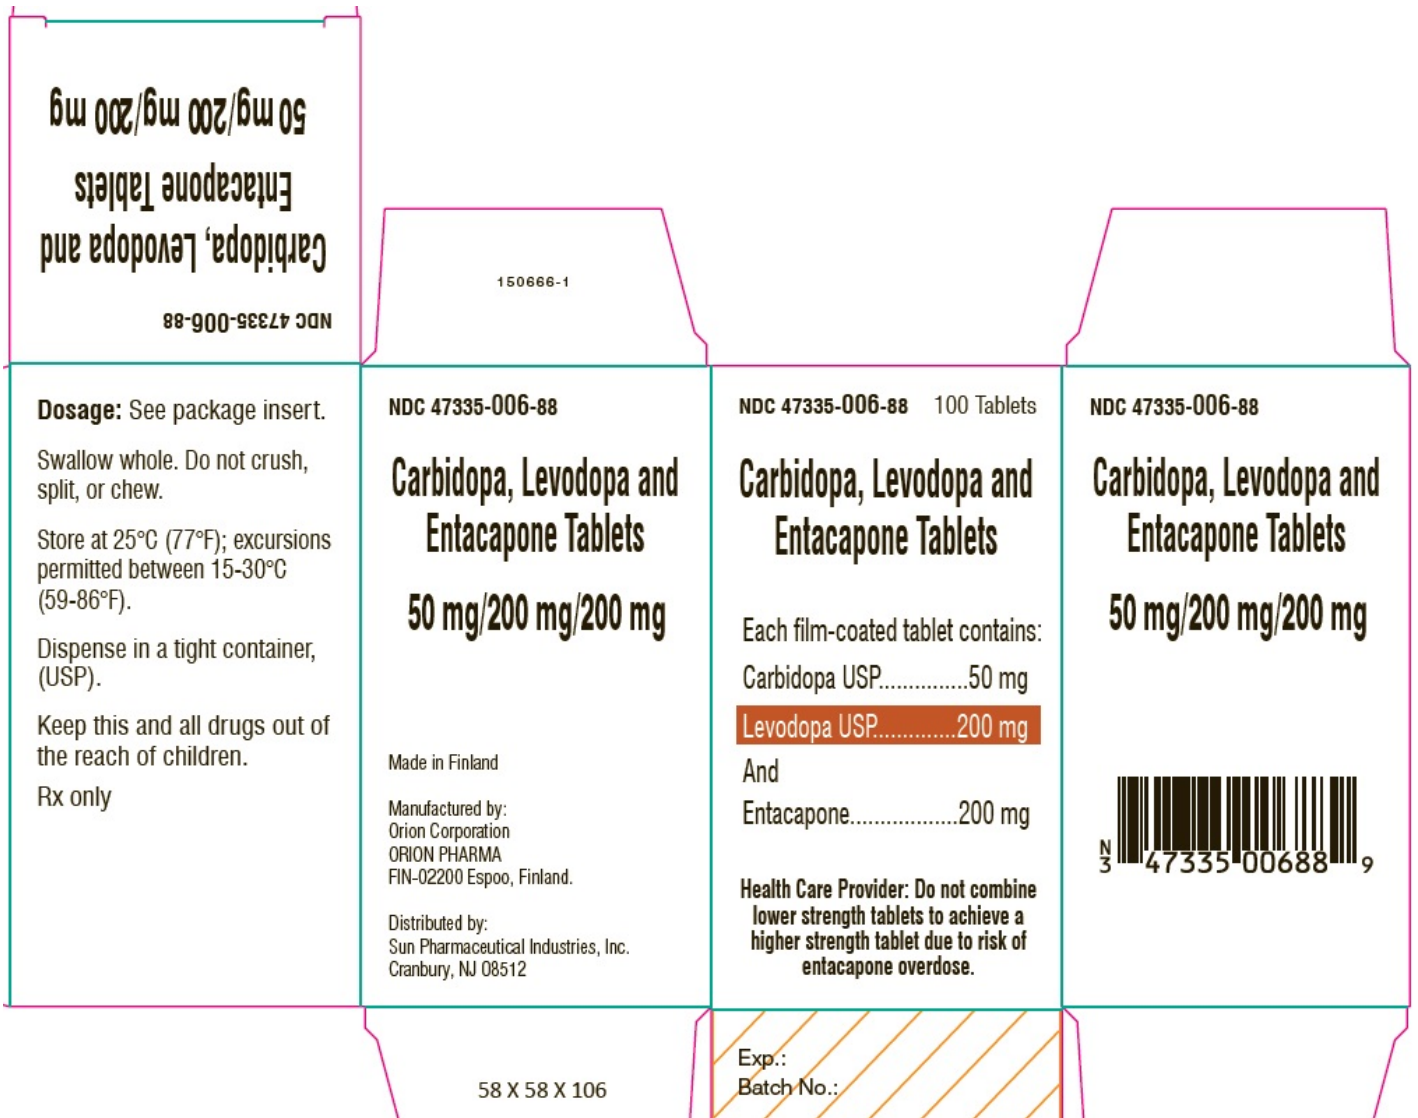 50 mg/200 mg/200 mg
Entacapone Tablets
Carbidopa, Levodopa and
NDC 47335-006-88
150666-1
Dosage: See package insert.
Swallow whole. Do not crush,
split, or chew.
Store at 25°C (77°F); excursions
permitted between 15-30°C
(59-86°F).
Dispense in a tight container,
(USP).
Keep this and all drugs out of
the reach of children.
Rx only
NDC 47335-006-88
Carbidopa, Levodopa and
Entacapone Tablets
50 mg/200 mg/200 mg
Made in Finland
Manufactured by:
Orion Corporation
ORION PHARMA
FIN-02200 Espoo, Finland.
Distributed by:
Sun Pharmaceutical Industries, Inc.
Cranbury, NJ 08512
58 X 58 X 106
NDC 47335-006-88 100 Tablets
Carbidopa, Levodopa and
Entacapone Tablets
Each film-coated tablet contains:
Carbidopa USP...............50 mg
Levodopa USP..............200 mg
And
Entacapone..................200 mg
Health Care Provider: Do not combine
lower strength tablets to achieve a
higher strength tablet due to risk of
entacapone overdose.
Exp.:
Batch No.:
NDC 47335-006-88
Carbidopa, Levodopa and
Entacapone Tablets
50 mg/200 mg/200 mg
N
3 47335 00688 9